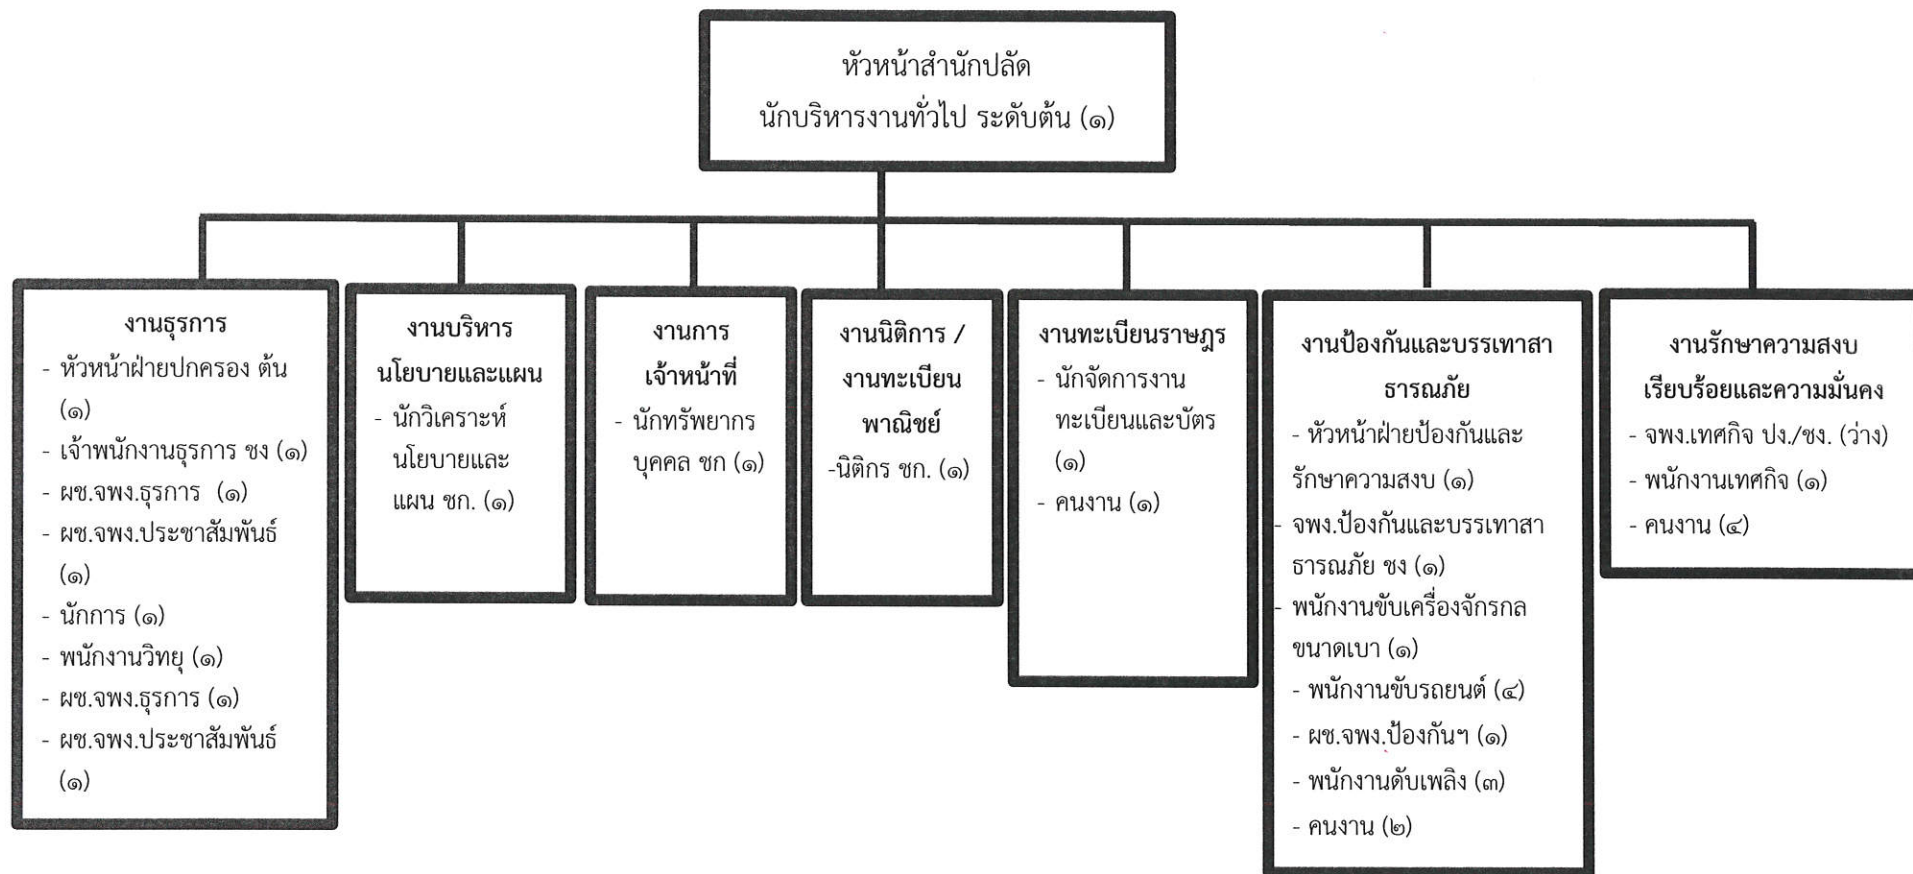 หัวหน้าสำนักปลัด
นักบริหารงานทั่วไป ระดับต้น (๑)
งานธุรการ
- หัวหน้าฝ่ายปกครอง ต้น
(๑)
- เจ้าพนักงานธุรการ ชง (๑)
- ผช.จพง.ธุรการ (๑)
- ผช.จพง.ประชาสัมพันธ์
(๑)
- นักการ (๑)
- พนักงานวิทยุ (๑)
- ผช.จพง.ธุรการ (๑)
- ผช.จพง.ประชาสัมพันธ์
(๑)
งานบริหาร
นโยบายและแผน
- นักวิเคราะห์
นโยบายและ
แผน ชก. (๑)
งานการ
เจ้าหน้าที่
- นักทรัพยากร
บุคคล ชก (๑)
งานนิติการ /
งานทะเบียน
พาณิชย์
-นิติกร ชก. (๑)
งานทะเบียนราษฎร
- นักจัดการงาน
ทะเบียนและบัตร
(๑)
- คนงาน (๑)
งานป้องกันและบรรเทาสา
ธารณภัย
- หัวหน้าฝ่ายป้องกันและ
รักษาความสงบ (๑)
- จพง.ป้องกันและบรรเทาสา
ธารณภัย ชง (๑)
- พนักงานขับเครื่องจักรกล
ขนาดเบา (๑)
- พนักงานขับรถยนต์ (๔)
- ผช.จพง.ป้องกันฯ (๑)
- พนักงานดับเพลิง (๓)
- คนงาน (๒)
งานรักษาความสงบ
เรียบร้อยและความมั่นคง
- จพง.เทศกิจ ปง./ชง. (ว่าง)
- พนักงานเทศกิจ (๑)
- คนงาน (๔)